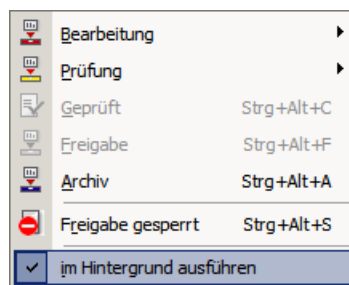 Bearbeitung
Prüfung
Geprüft Strg+Alt+C
Freigabe Strg+Alt+F
Archiv Strg+Alt+A
Freigabe gesperrt Strg+Alt+S
im Hintergrund ausführen